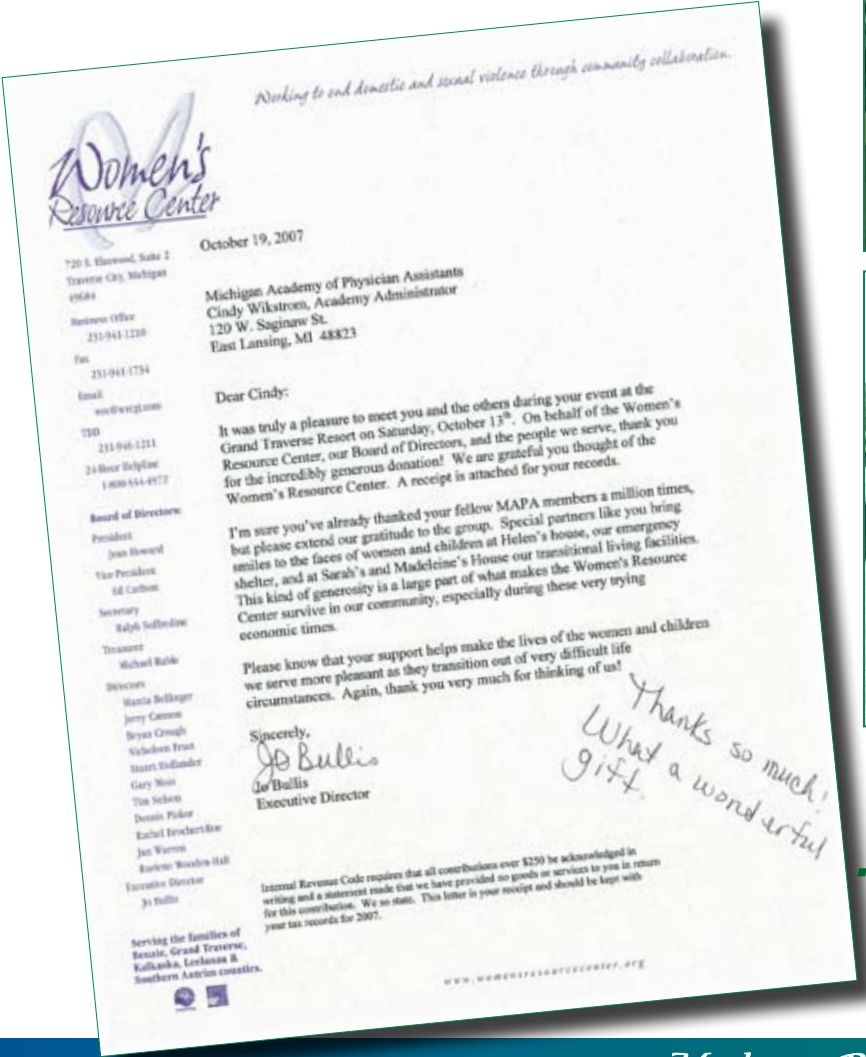 Working to end domestic and sexual violence through community collaboration.
Women's
Resource Center
720 S. Elmwood, Suite 2
Traverse City, Michigan
49684
Business Office
231-941-1210
Fax
231-941-1734
Email
TDD
231-946-1211
24-Hour Helpline
1-800-554-4972
Board of Directors:
President
Jean Howard
Vice President
Ed Carlson
Secretary
Ralph
Treasurer
Michael
Directors
Marcia Bellinger
Jerry Cannon
Bryan Crough
Nicholeen Frusti
Stuart Hollander
Gary Moss
Tim Nelson
Dennis
Rachel
Jan Warren
Executive Director
Jo Bullis
Serving the families of
Benzie, Grand Traverse,
Kalkaska, Leelanau &
Southern Antrim counties.
October 19, 2007
Michigan Academy of Physician Assistants
Cindy Wikstrom, Academy Administrator
120 W. Saginaw St.
East Lansing, MI 48823
Dear Cindy:
It was truly a pleasure to meet you and the others during your event at the
Grand Traverse Resort on Saturday, October 13th. On behalf of the Women's
Resource Center, our Board of Directors, and the people we serve, thank you
for the incredibly generous donation! We are grateful you thought of the
Women's Resource Center. A receipt is attached for your records.
I'm sure you've already thanked your fellow MAPA members a million times,
but please extend our gratitude to the group. Special partners like you bring
smiles to the faces of women and children at Helen's house, our emergency
shelter, and at Sarah's and Madeleine's House our transitional living facilities.
This kind of generosity is a large part of what makes the Women's Resource
Center survive in our community, especially during these very trying
economic times.
Please know that your support helps make the lives of the women and children
we serve more pleasant as they transition out of very difficult life
circumstances. Again, thank you very much for thinking of us!
Sincerely,
Jo Bullis
Jo Bullis
Executive Director
Thanks so much!
What a wonderful
gift.
Internal Revenue Code requires that all contributions over $250 be acknowledged in
writing and a statement made that we have provided no goods or services to you in return
for this contribution. We so state. This letter is your receipt and should be kept with
your tax records for 2007.
www.womensresourcecenter.org